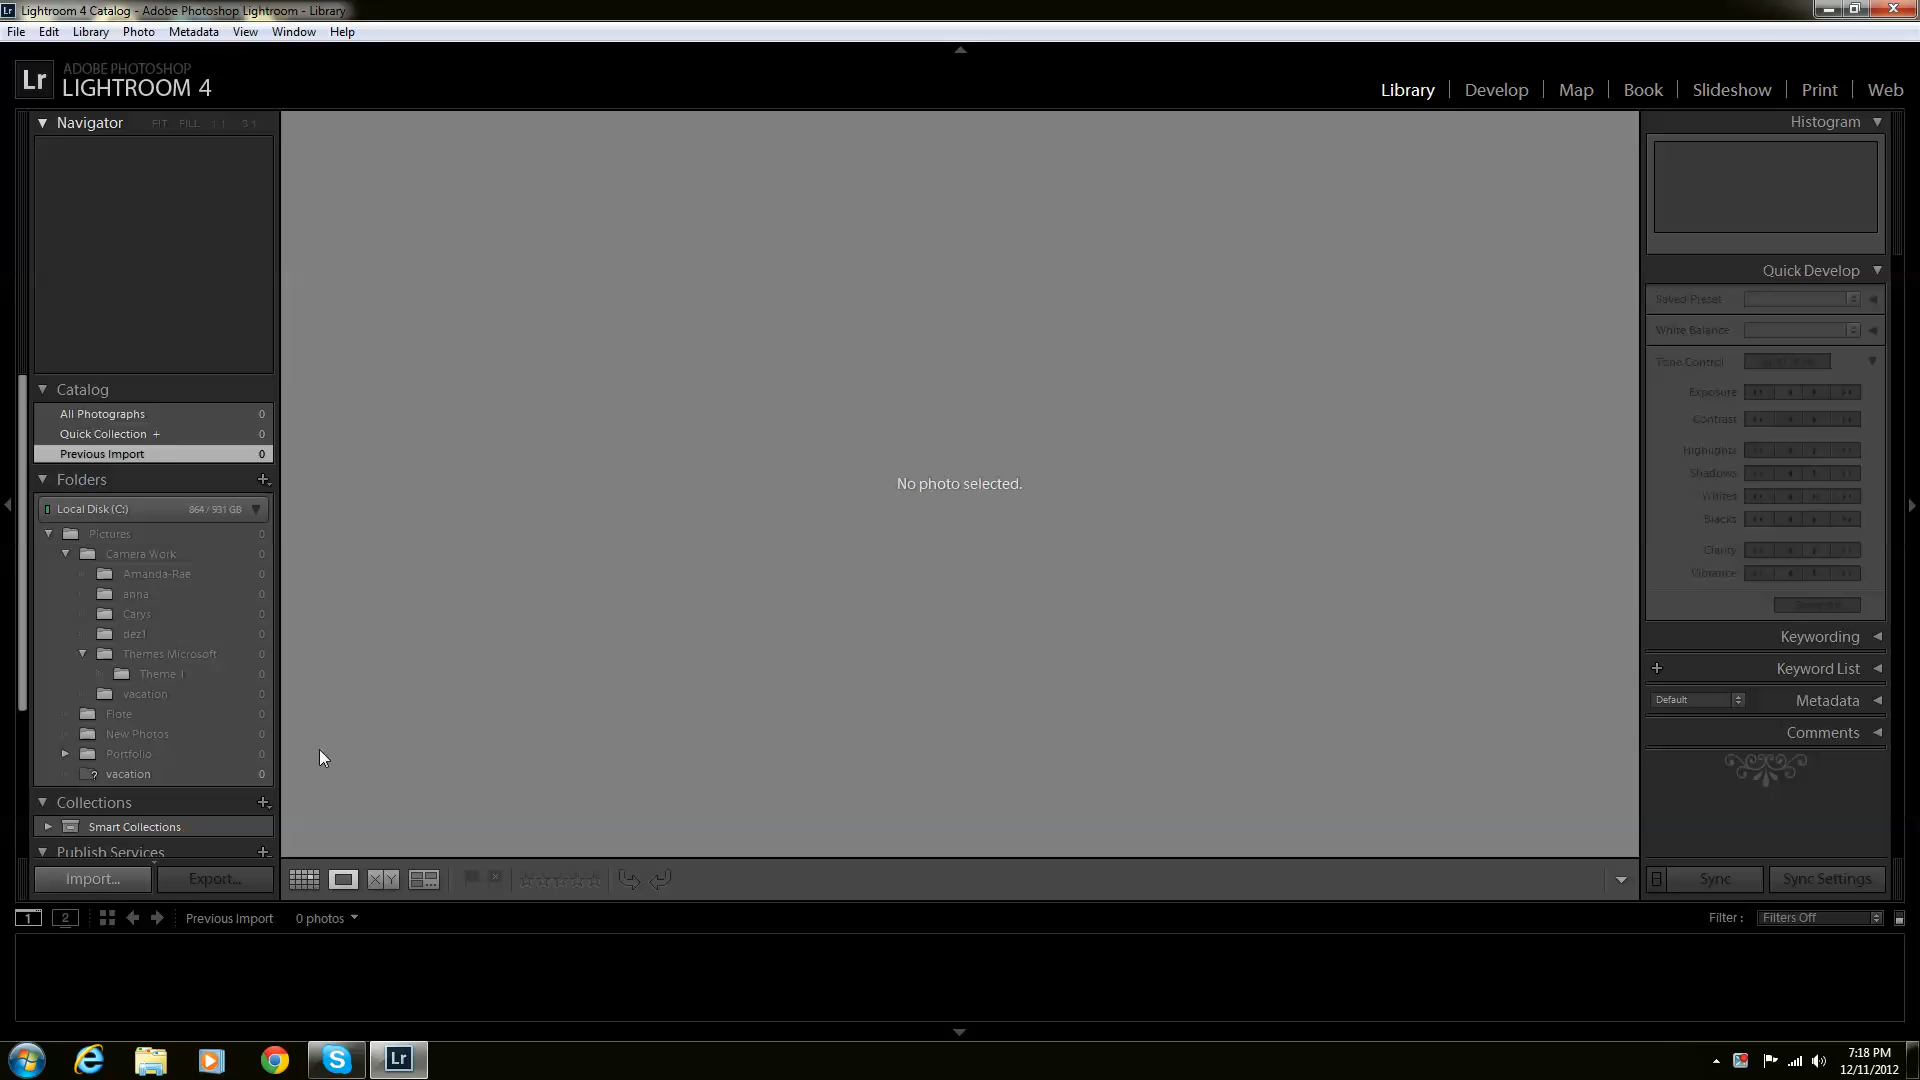 Lightroom 4 Catalog - Adobe Photoshop Lightroom - Library
File Edit Library Photo Metadata View Window Help
Lr ADOBE PHOTOSHOP
LIGHTROOM 4
Library Develop Map Book Slideshow Print Web
Navigator FIT FILL 1:1 3:1
Histogram
Quick Develop
Saved Preset
White Balance
Tone Control
Exposure
Contrast
Highlights
Shadows
Whites
Blacks
Clarity
Vibrance
Keywording
+ Keyword List
Default Metadata
Comments
Catalog
All Photographs 0
Quick Collection + 0
Previous Import 0
Folders +
Local Disk (C:) 864 / 931 GB
Pictures 0
Camera Work 0
Amanda-Rae 0
anna 0
Carys 0
dez1 0
Themes Microsoft 0
Theme 1 0
vacation 0
Flote 0
New Photos 0
Portfolio 0
? vacation 0
Collections +
Smart Collections
Publish Services +
Import... Export...
No photo selected.
X Y
Sync Sync Settings
1 2 Previous Import 0 photos
Filter : Filters Off
Lr
7:18 PM
12/11/2012